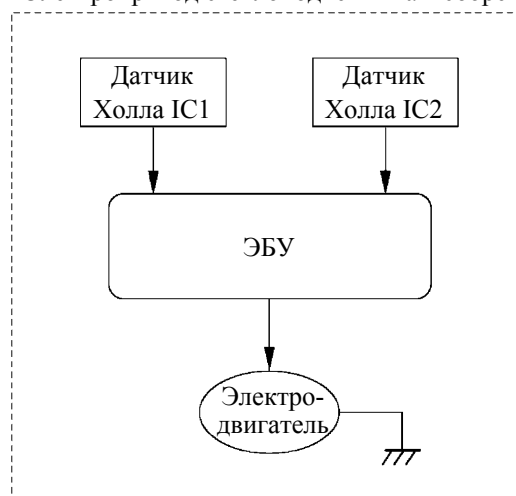 Датчик
Холла IC1
Датчик
Холла IC2
ЭБУ
Электро-
двигатель